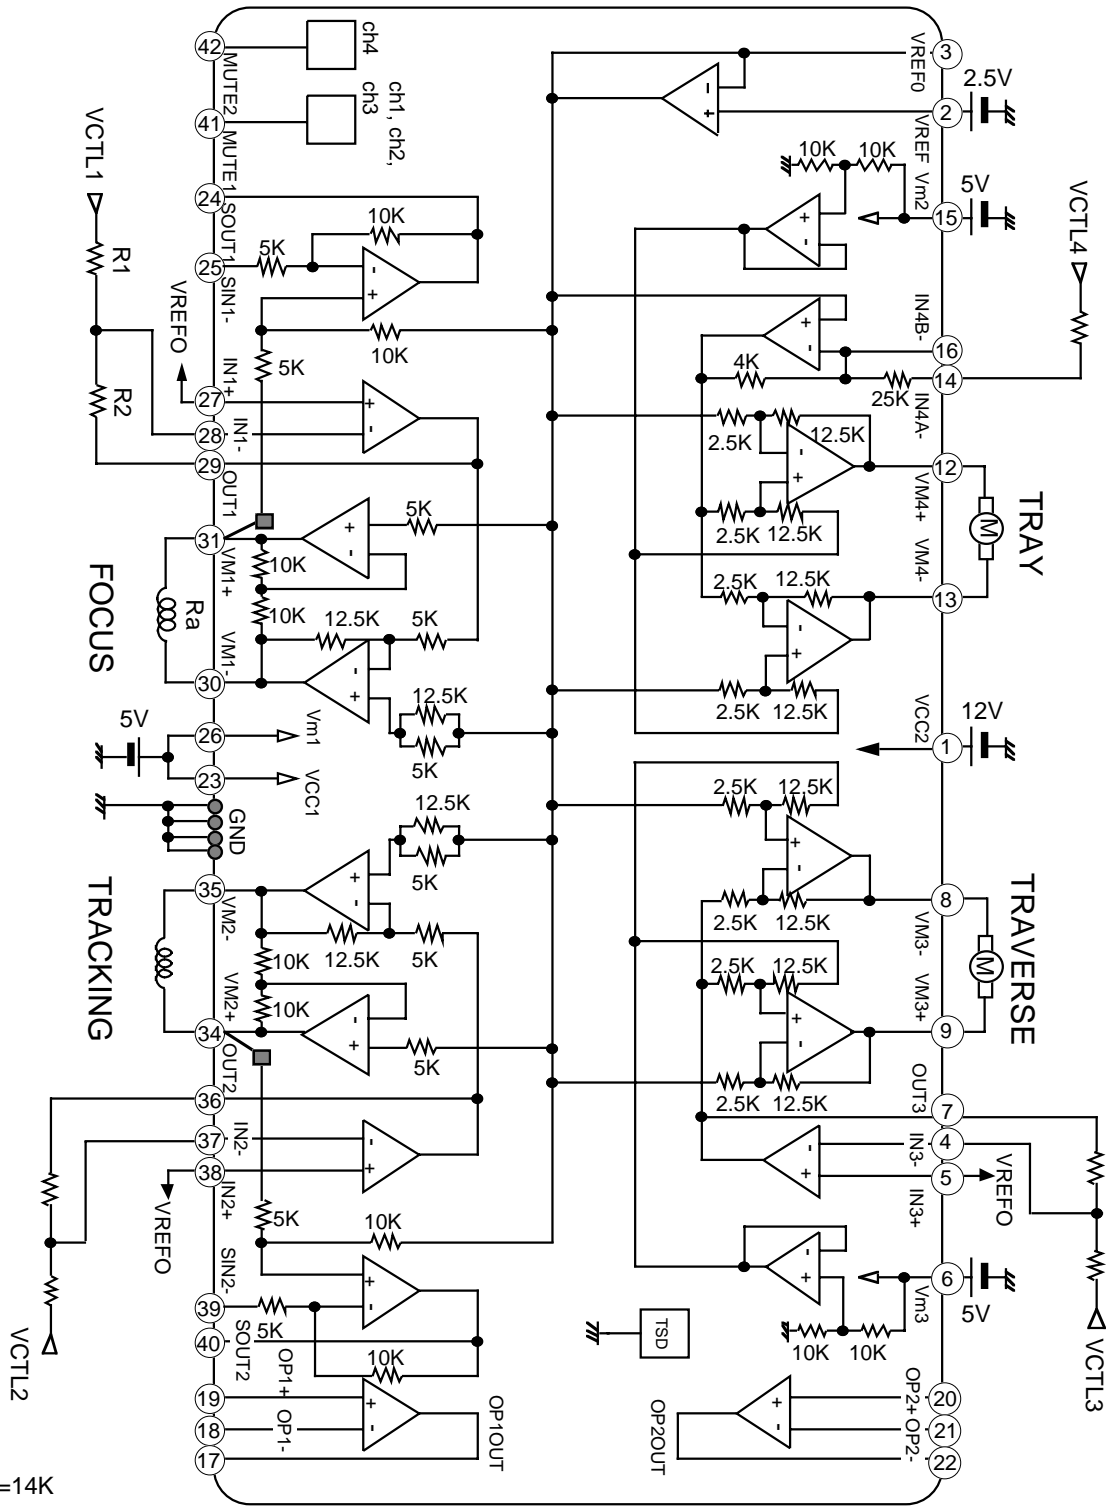 42
MUTE2
ch4
41
MUTE1
ch1, ch2,
ch3
VCTL1
R1
R2
VREFO
24
SOUT1
25
SIN1-
5K
10K
10K
5K
27
IN1+
28
IN1-
29
OUT1
31
VM1+
5K
10K
10K
12.5K
5K
FOCUS
Ra
VM1-
30
12.5K
5K
5V
26
Vm1
23
VCC1
GND
12.5K
5K
TRACKING
35
VM2-
12.5K
5K
10K
10K
VM2+
34
5K
OUT2
36
37
IN2-
38
IN2+
VREFO
5K
10K
SIN2-
39
5K
40
SOUT2
10K
VCTL2
OP1+
19
18
OP1-
17
OP1OUT
=14K
3
VREF0
2.5V
2
VREF
10K
10K
Vm2
5V
15
VCTL4
IN4B-
16
14
4K
25K
IN4A-
2.5K
12.5K
12
VM4+
2.5K
12.5K
M
TRAY
VM4-
2.5K
12.5K
13
2.5K
12.5K
VCC2
12V
1
2.5K
12.5K
8
2.5K
12.5K
VM3-
TRAVERSE
M
2.5K
12.5K
VM3+
9
2.5K
12.5K
OUT3
7
IN3-
4
5
IN3+
VREFO
6
Vm3
5V
10K
10K
VCTL3
TSD
OP2OUT
20
OP2+
21
OP2-
22